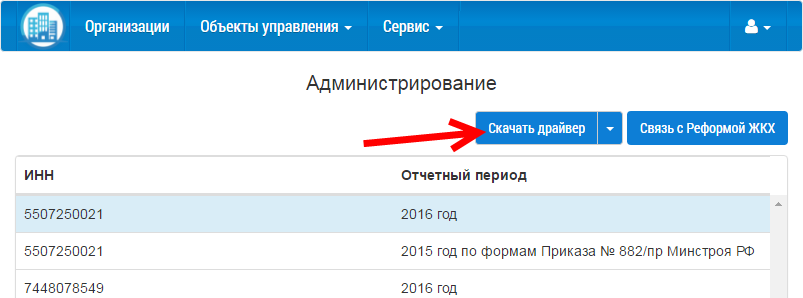 Организации Объекты управления Сервис
Администрирование
Скачать драйвер Связь с Реформой ЖКХ
ИНН Отчетный период
5507250021 2016 год
5507250021 2015 год по формам Приказа № 882/пр Минстроя РФ
7448078549 2016 год